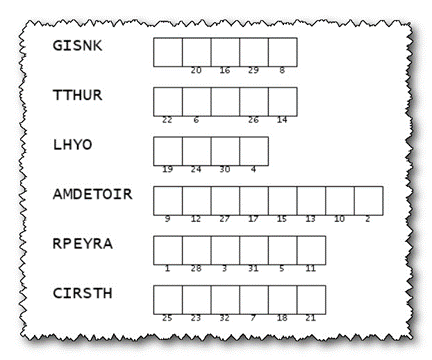 GISNK
20 16 29 8
TTHUR
22 6 26 14
LHYO
19 24 30 4
AMDETOIR
9 12 27 17 15 13 10 2
RPEYRA
1 28 3 31 5 11
CIRSTH
25 23 32 7 18 21